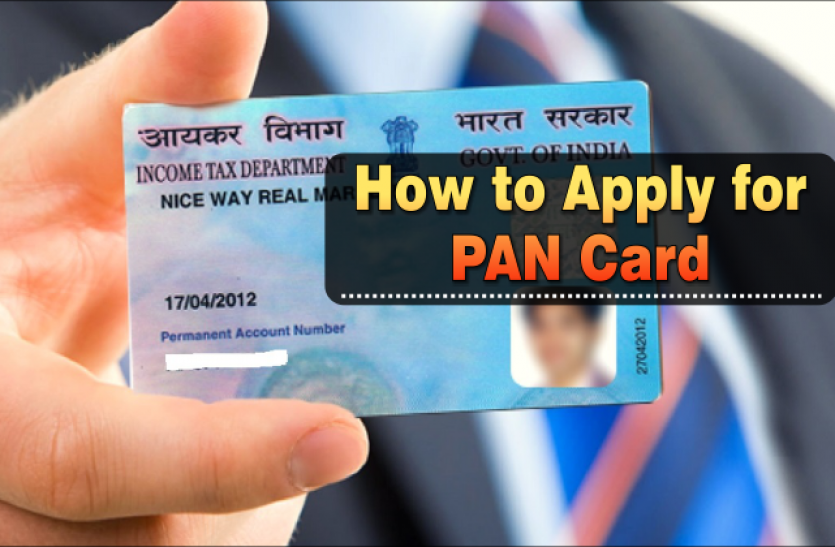 आयकर विभाग
भारत सरकार
INCOME TAX DEPARTMENT
GOVT. OF INDIA
NICE WAY REAL MAR
How to Apply for
PAN Card
17/04/2012
Permanent Account Number
27042012